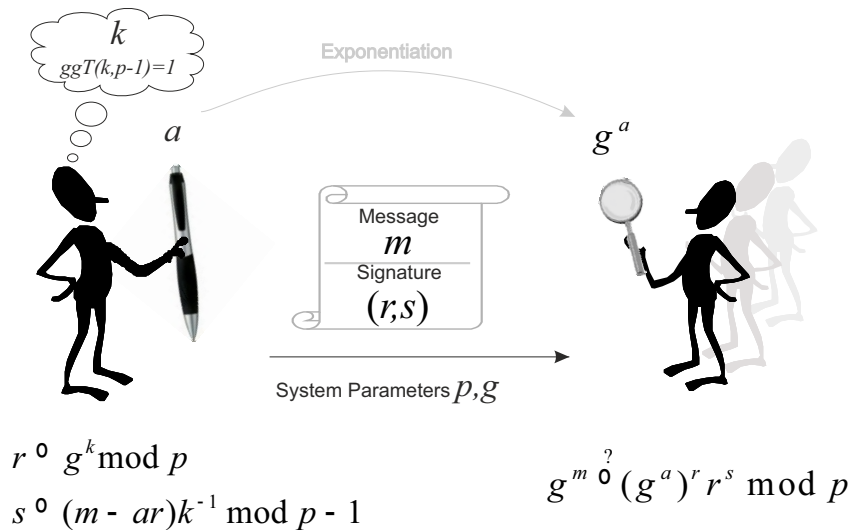 k
ggT(k,p-1)=1
Exponentiation
a
g^a
Message
m
Signature
(r,s)
System Parameters p,g
r º g^k mod p
s º (m - ar)k^-1 mod p - 1
?
g^m º (g^a)^r r^s mod p